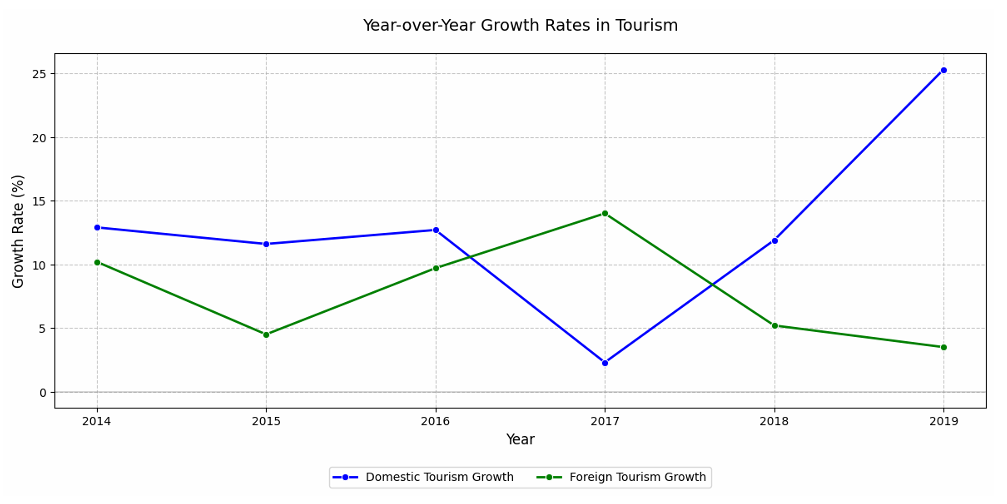 Year-over-Year Growth Rates in Tourism
Growth Rate (%)
25
20
15
10
5
0
2014 2015 2016 2017 2018 2019
Year
Domestic Tourism Growth Foreign Tourism Growth